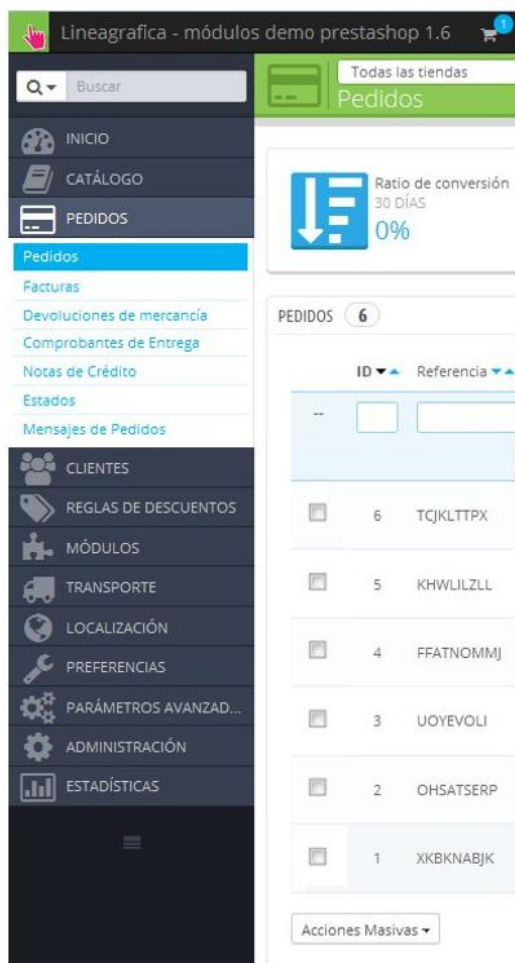 Lineagrafica - módulos demo prestashop 1.6
1
Buscar
Todas las tiendas
Pedidos
INICIO
CATÁLOGO
PEDIDOS
Pedidos
Facturas
Devoluciones de mercancía
Comprobantes de Entrega
Notas de Crédito
Estados
Mensajes de Pedidos
CLIENTES
REGLAS DE DESCUENTOS
MÓDULOS
TRANSPORTE
LOCALIZACIÓN
PREFERENCIAS
PARÁMETROS AVANZAD...
ADMINISTRACIÓN
ESTADÍSTICAS
Ratio de conversión
30 DÍAS
0%
PEDIDOS 6
ID Referencia
--
6 TCJKLTTPX
5 KHWLILZLL
4 FFATNOMMJ
3 UOYEVOLI
2 OHSATSERP
1 XKBKNABJK
Acciones Masivas